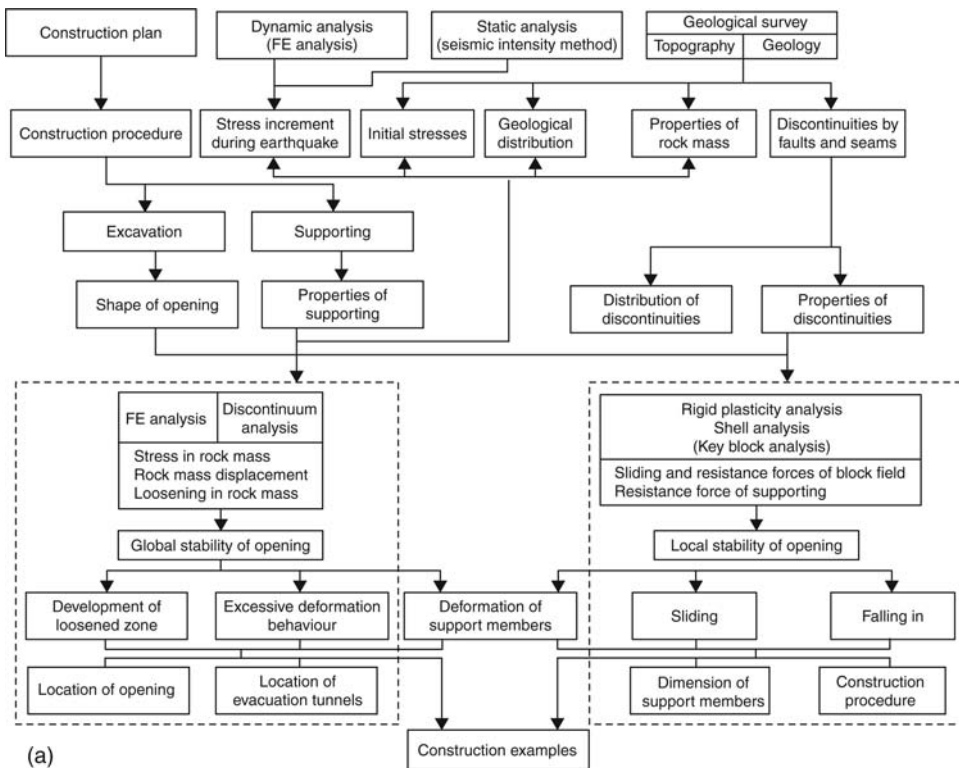 Construction plan
Dynamic analysis
(FE analysis)
Static analysis
(seismic intensity method)
Geological survey
Topography
Geology
Construction procedure
Stress increment
during earthquake
Initial stresses
Geological
distribution
Properties of
rock mass
Discontinuities by
faults and seams
Excavation
Supporting
Shape of opening
Properties of
supporting
Distribution of
discontinuities
Properties of
discontinuities
FE analysis
Discontinuum
analysis
Stress in rock mass
Rock mass displacement
Loosening in rock mass
Rigid plasticity analysis
Shell analysis
(Key block analysis)
Sliding and resistance forces of block field
Resistance force of supporting
Global stability of opening
Local stability of opening
Development of
loosened zone
Excessive deformation
behaviour
Deformation of
support members
Sliding
Falling in
Location of opening
Location of
evacuation tunnels
Dimension of
support members
Construction
procedure
Construction examples
(a)